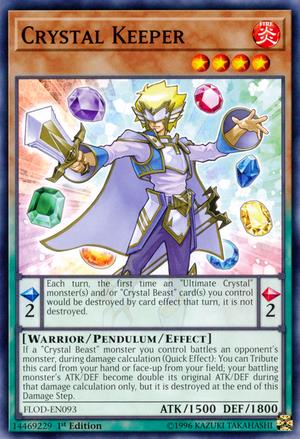 CRYSTAL KEEPER
FIRE
炎
Each turn, the first time an "Ultimate Crystal"
monster(s) and/or "Crystal Beast" card(s) you
control would be destroyed by card effect that turn, it is
not destroyed.
2
2
[WARRIOR/PENDULUM/EFFECT]
If a "Crystal Beast" monster you control battles an opponent's
monster, during damage calculation (Quick Effect): You can Tribute
this card from your hand or face-up from your field; your battling
monster's ATK/DEF become double its original ATK/DEF during
that damage calculation only, but it is destroyed at the end of this
Damage Step.
FLOD-EN093
ATK/1500 DEF/1800
14469229 1st Edition
©1996 KAZUKI TAKAHASHI